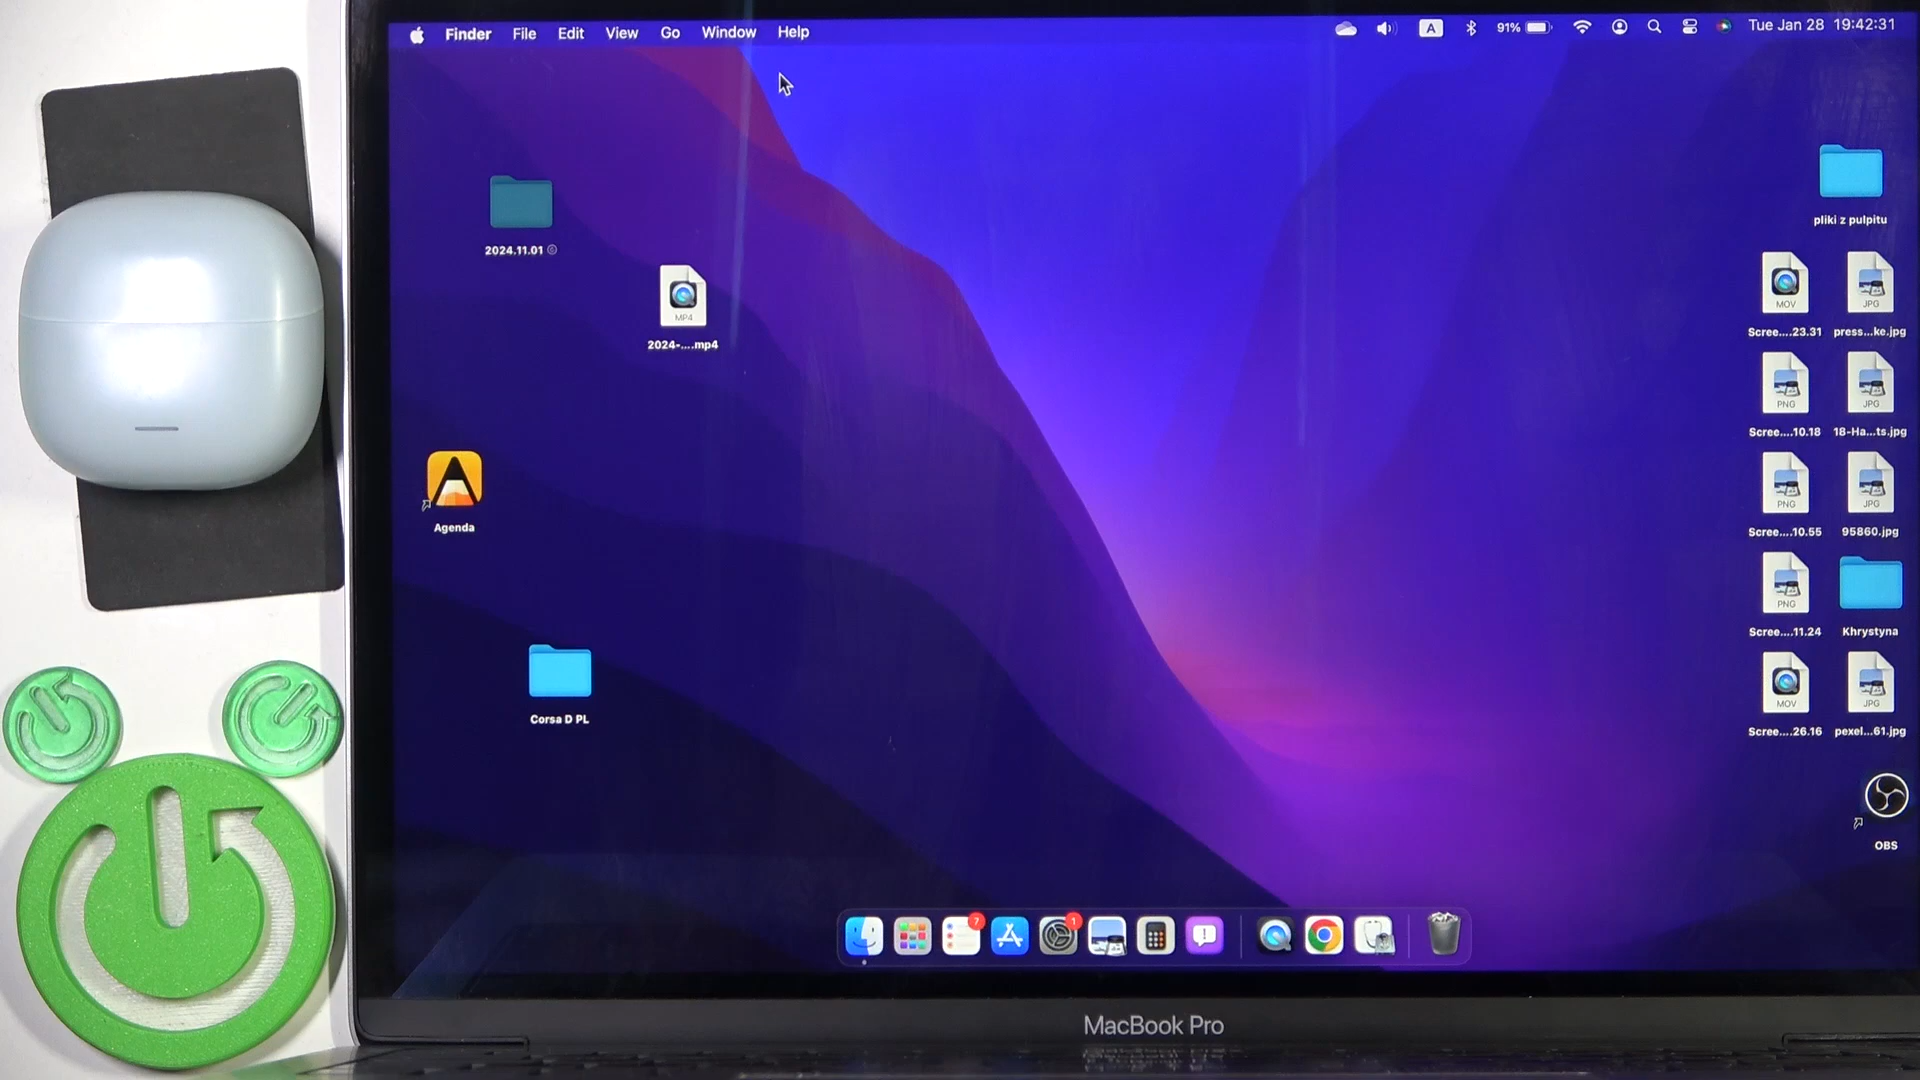 Finder File Edit View Go Window Help
A 91% Tue Jan 28 19:42:31
2024.11.01
MP4
2024-....mp4
Agenda
Corsa D PL
pliki z pulpitu
MOV JPG
Scree....23.31 press...ke.jpg
PNG JPG
Scree....10.18 18-Ha...ts.jpg
PNG JPG
Scree....10.55 95860.jpg
PNG
Scree....11.24 Khrystyna
MOV JPG
Scree....26.16 pexel...61.jpg
OBS
7 1
MacBook Pro